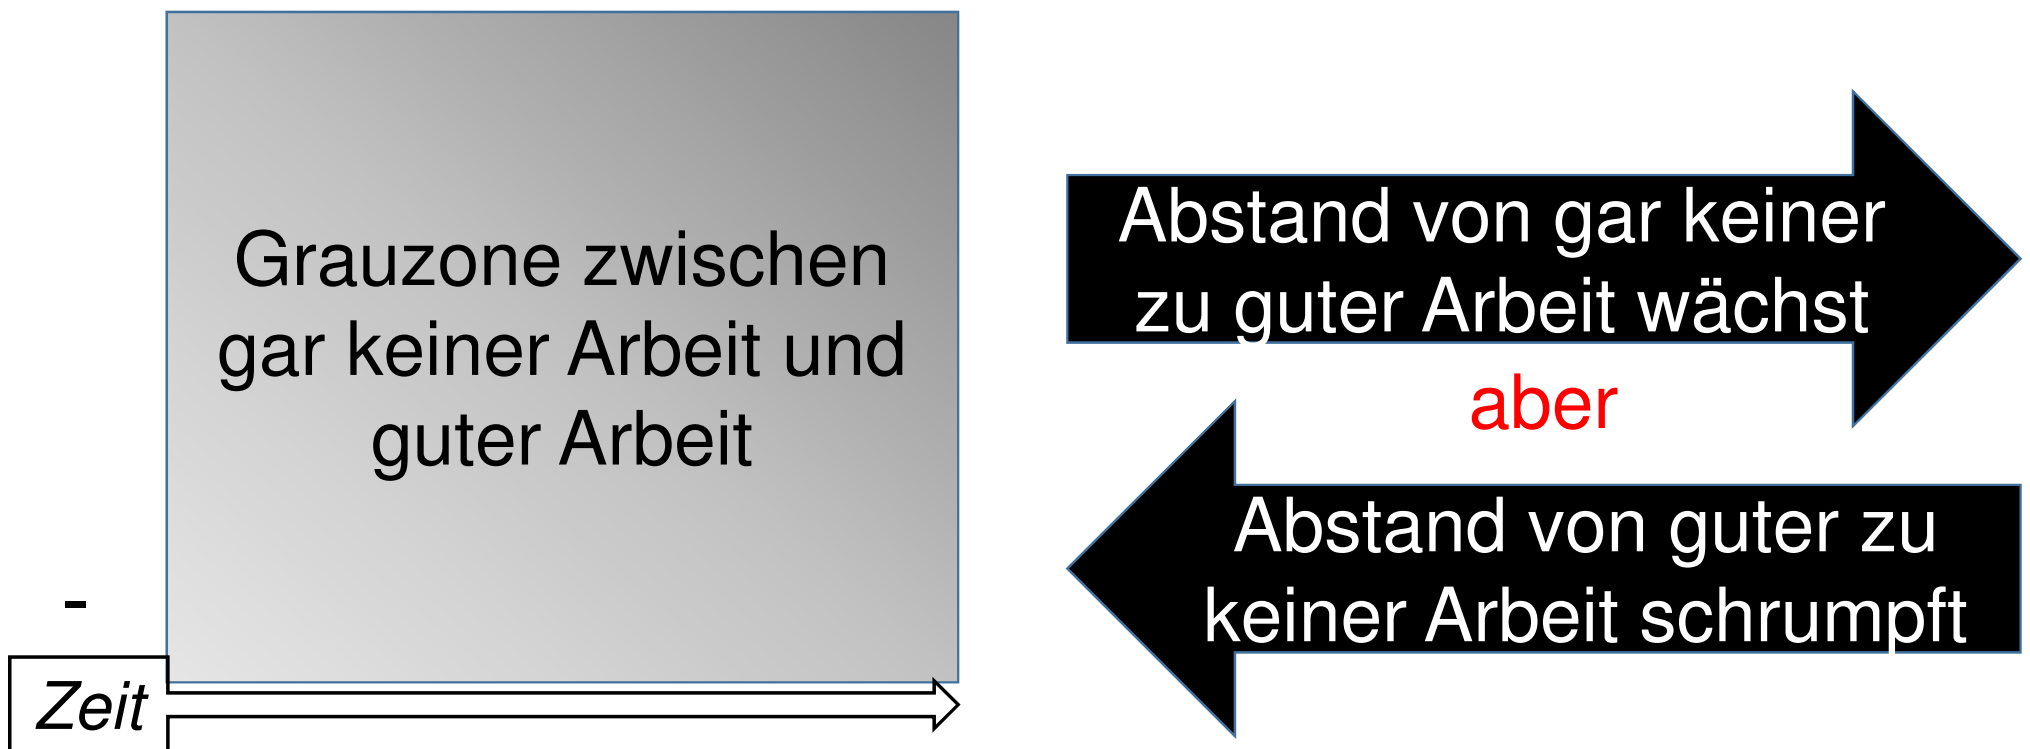 Grauzone zwischen
gar keiner Arbeit und
guter Arbeit
-
Zeit
Abstand von gar keiner
zu guter Arbeit wächst
aber
Abstand von guter zu
keiner Arbeit schrumpft